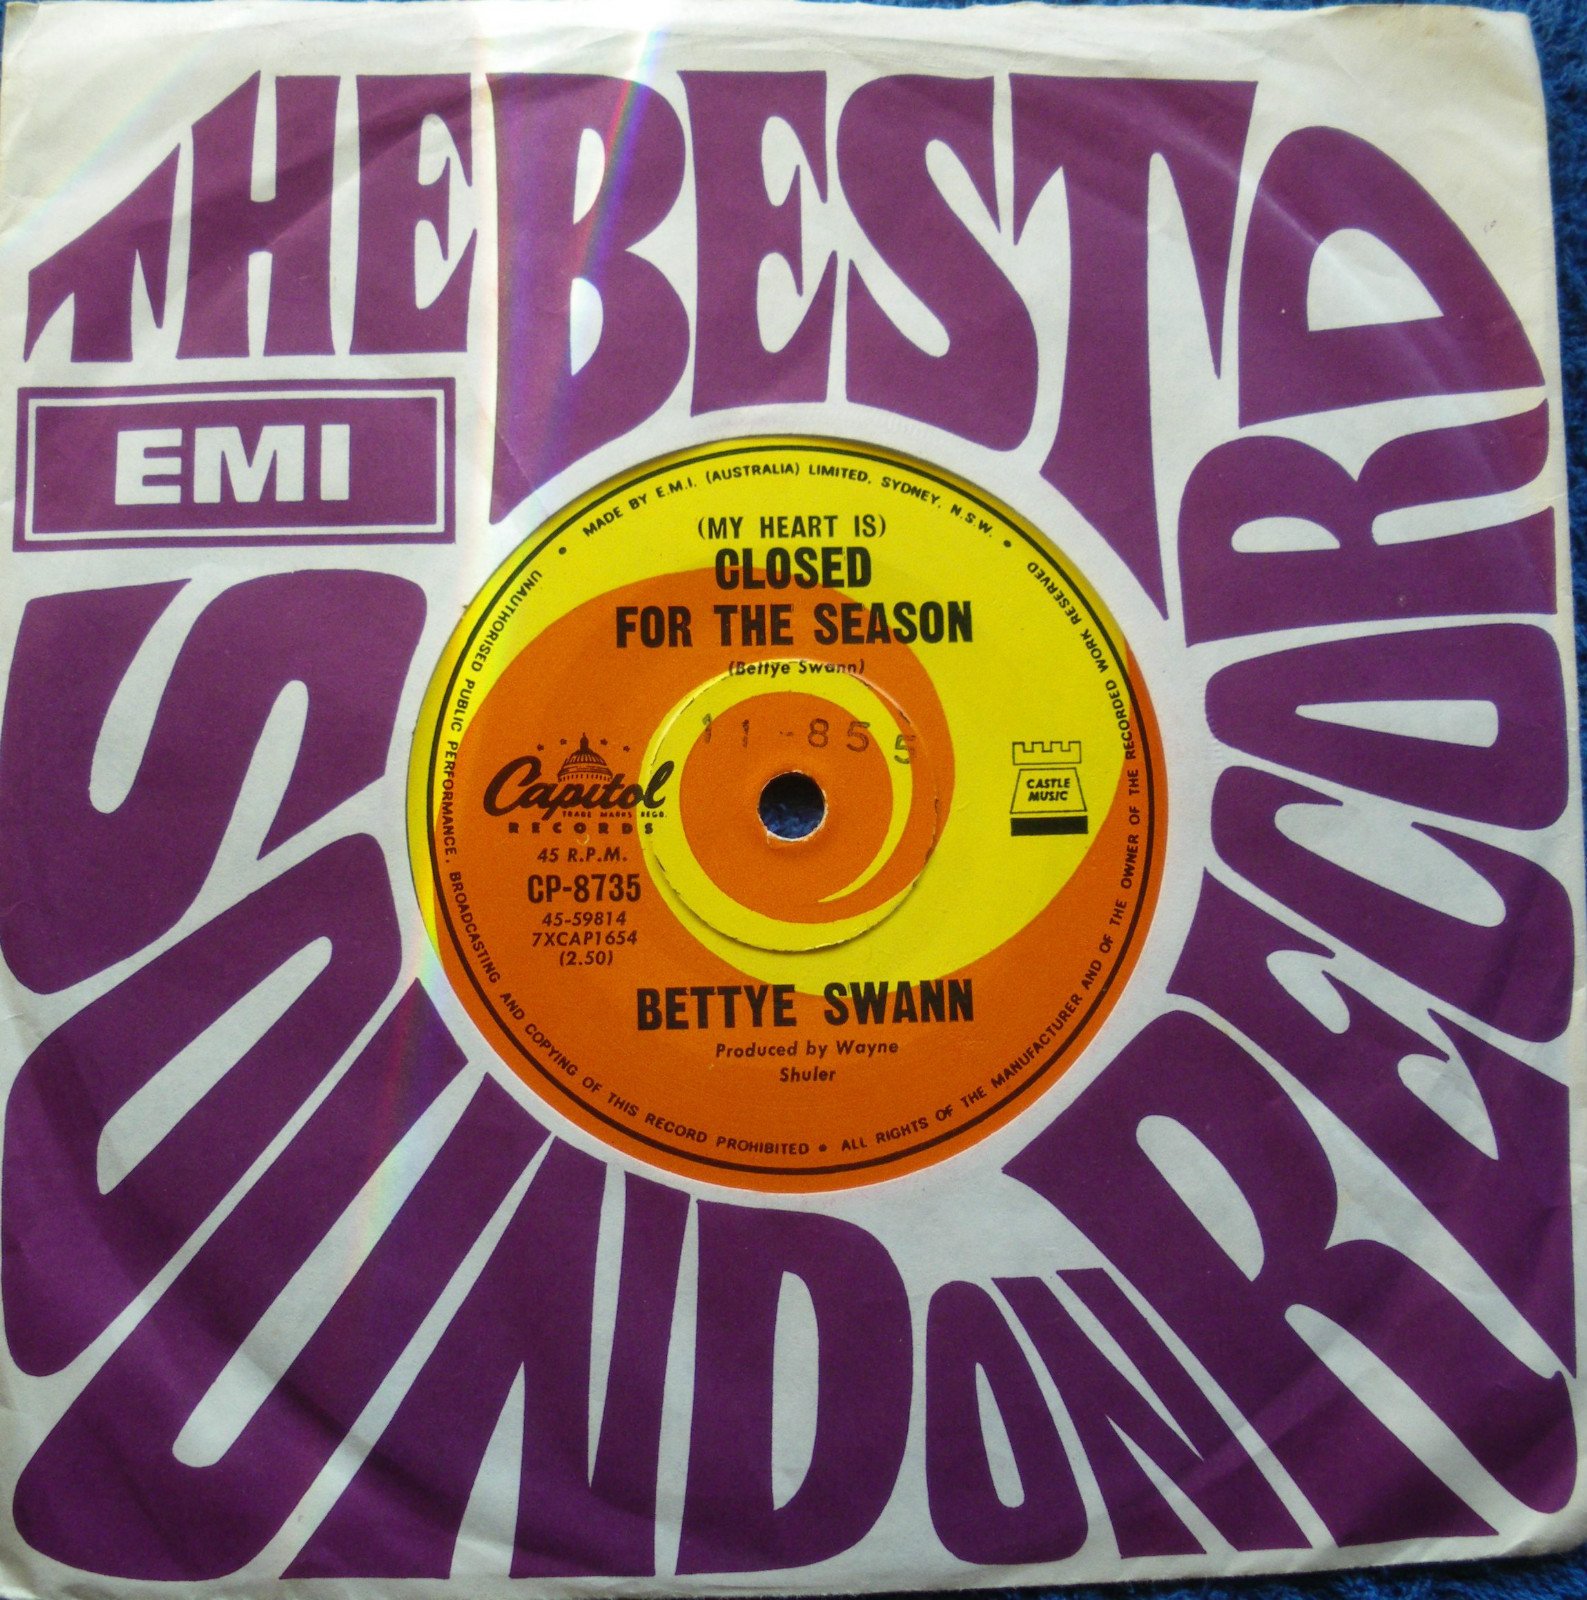 THE BEST
SOUND ON RECORD
EMI
MADE BY E.M.I. (AUSTRALIA) LIMITED. SYDNEY. N.S.W.
(MY HEART IS)
CLOSED
FOR THE SEASON
(Bettye Swann)
11-855
Capitol
TRADE MARKS REGD.
RECORDS
45 R.P.M.
CP-8735
45-59814
7XCAP1654
(2.50)
CASTLE
MUSIC
BETTYE SWANN
Produced by Wayne
Shuler
UNAUTHORISED PUBLIC PERFORMANCE. BROADCASTING AND COPYING OF THIS RECORD PROHIBITED • ALL RIGHTS OF THE MANUFACTURER AND OF THE OWNER OF THE RECORDED WORK RESERVED